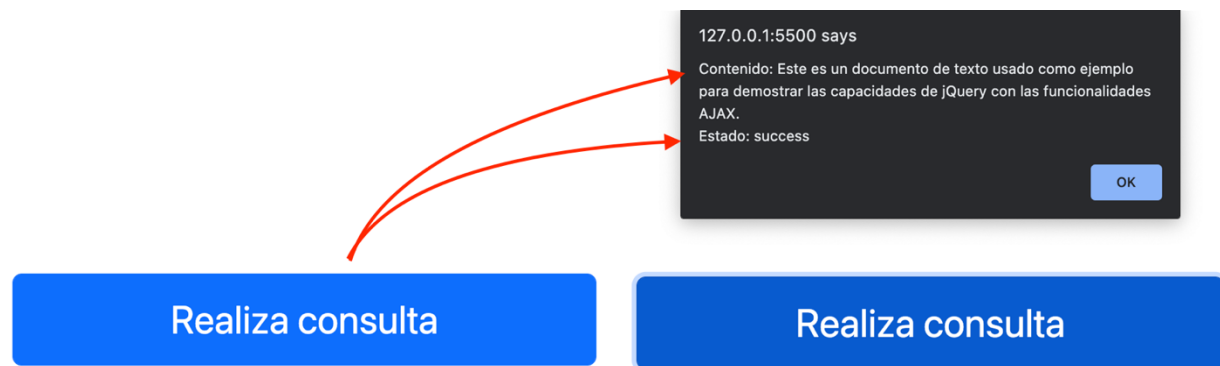 127.0.0.1:5500 says
Contenido: Este es un documento de texto usado como ejemplo
para demostrar las capacidades de jQuery con las funcionalidades
AJAX.
Estado: success
OK
Realiza consulta
Realiza consulta